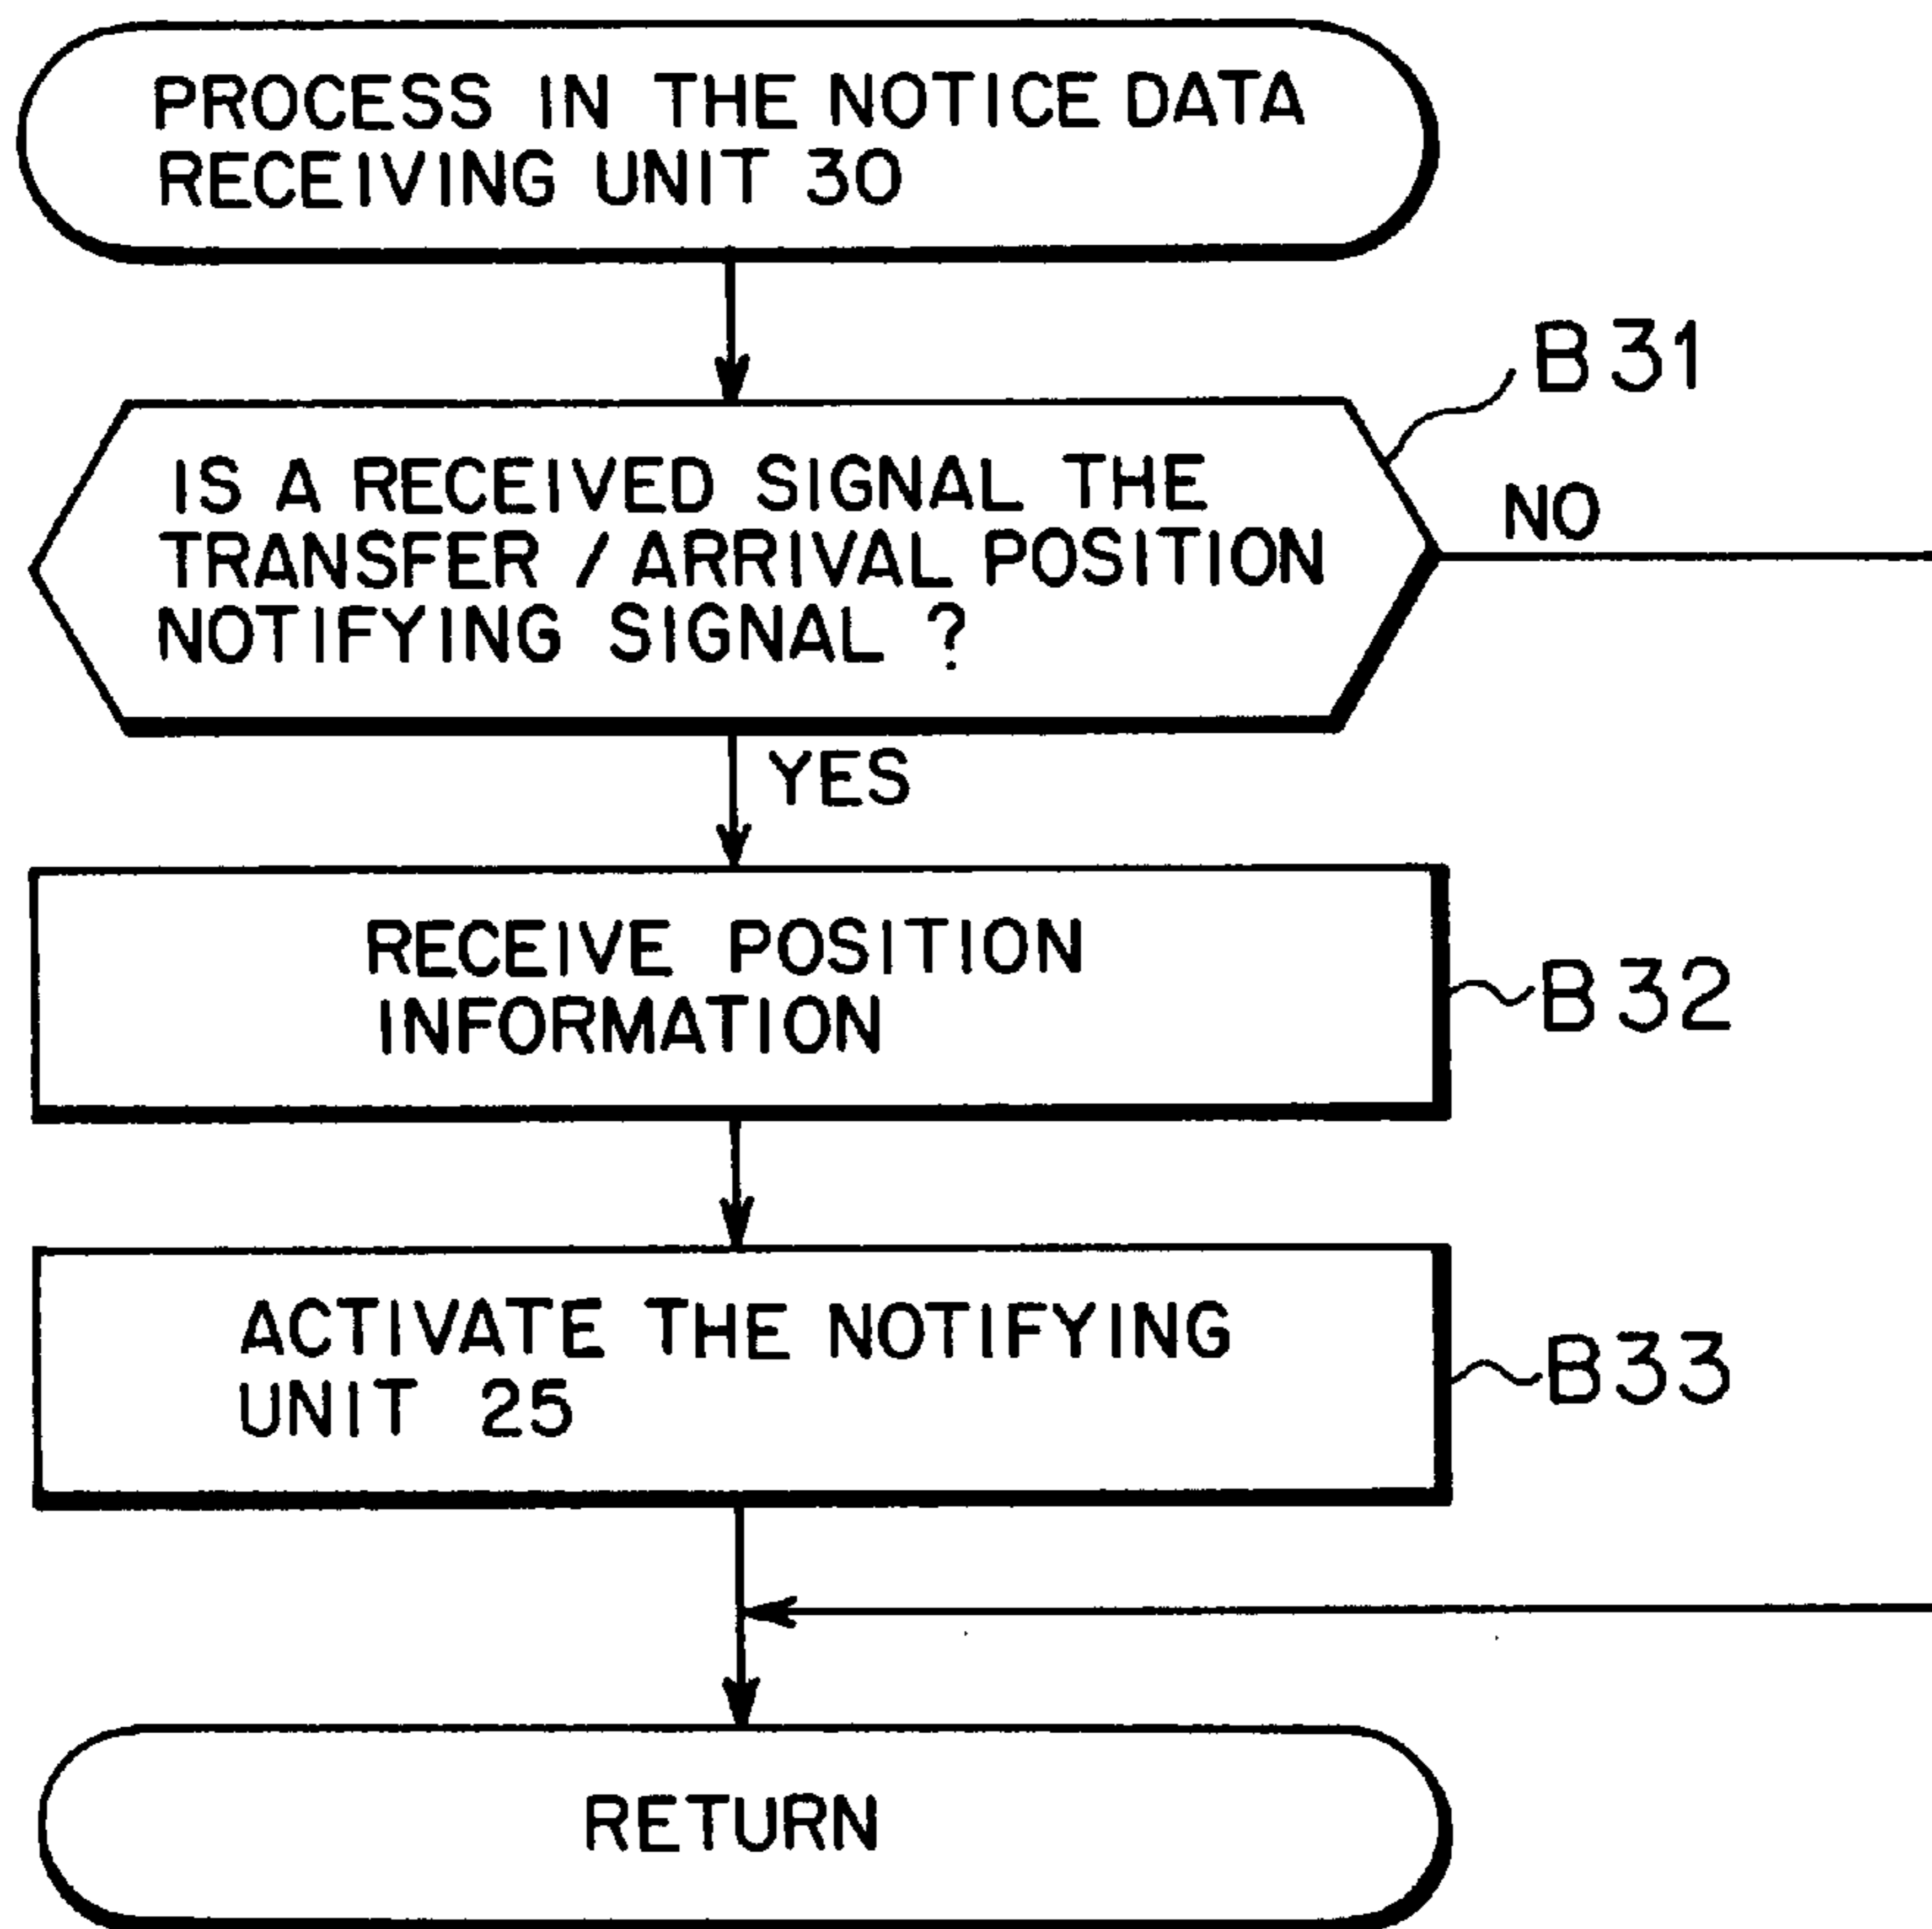 PROCESS IN THE NOTICE DATA
RECEIVING UNIT 30
B31
IS A RECEIVED SIGNAL THE
TRANSFER / ARRIVAL POSITION
NOTIFYING SIGNAL ?
NO
YES
RECEIVE POSITION
INFORMATION
B32
ACTIVATE THE NOTIFYING
UNIT 25
B33
RETURN